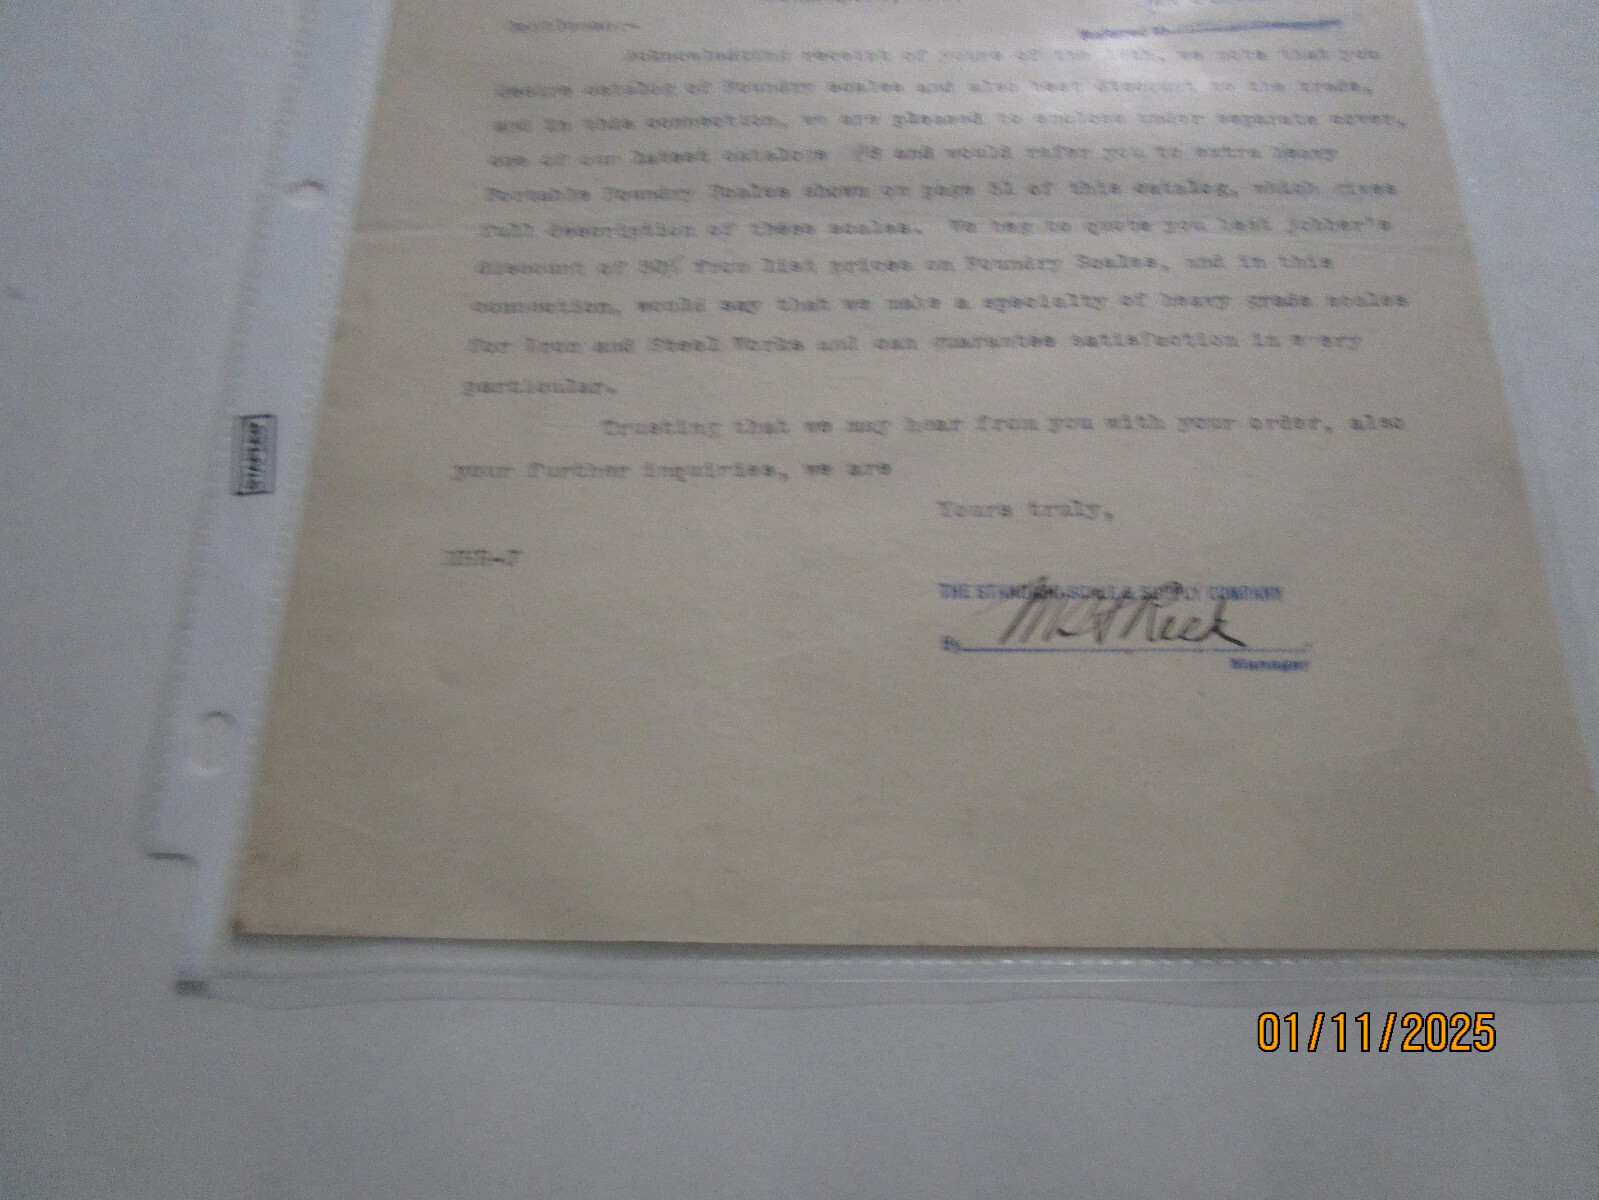 Gentlemen:-
Referred to
Acknowledging receipt of yours of the, we note that you
desire catalog of Foundry scales and also best discount to the trade,
and in this connection, we are pleased to enclose under separate cover,
one of our latest catalogs and would refer you to extra heavy
Portable Foundry Scales shown on page 51 of this catalog, which gives
full description of these scales. We beg to quote you best jobber's
discount of from list prices on Foundry Scales, and in this
connection, would say that we make a specialty of heavy grade scales
for Iron and Steel Works and can guarantee satisfaction in every
particular.
Trusting that we may hear from you with your order, also
your further inquiries, we are
Yours truly,
THE STANDARD SCALE & SUPPLY COMPANY
By
Manager
01/11/2025